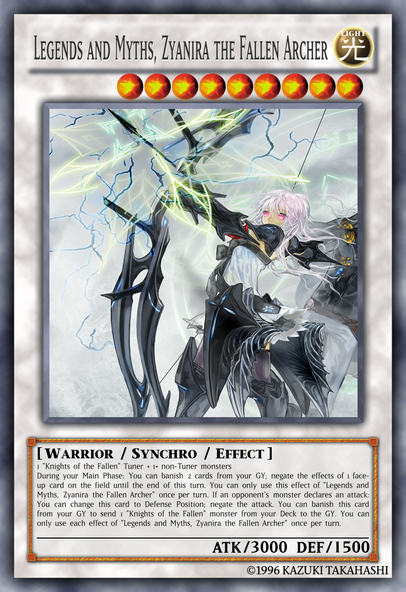 Legends and Myths, Zyanira the Fallen Archer
LIGHT
光
[Warrior / Synchro / Effect]
1 "Knights of the Fallen" Tuner + 1+ non-Tuner monsters
During your Main Phase: You can banish 2 cards from your GY; negate the effects of 1 face-
up card on the field until the end of this turn. You can only use this effect of "Legends and
Myths, Zyanira the Fallen Archer" once per turn. If an opponent's monster declares an attack:
You can change this card to Defense Position; negate the attack. You can banish this card
from your GY to send 1 "Knights of the Fallen" monster from your Deck to the GY. You can
only use each effect of "Legends and Myths, Zyanira the Fallen Archer" once per turn.
ATK/3000 DEF/1500
©1996 KAZUKI TAKAHASHI